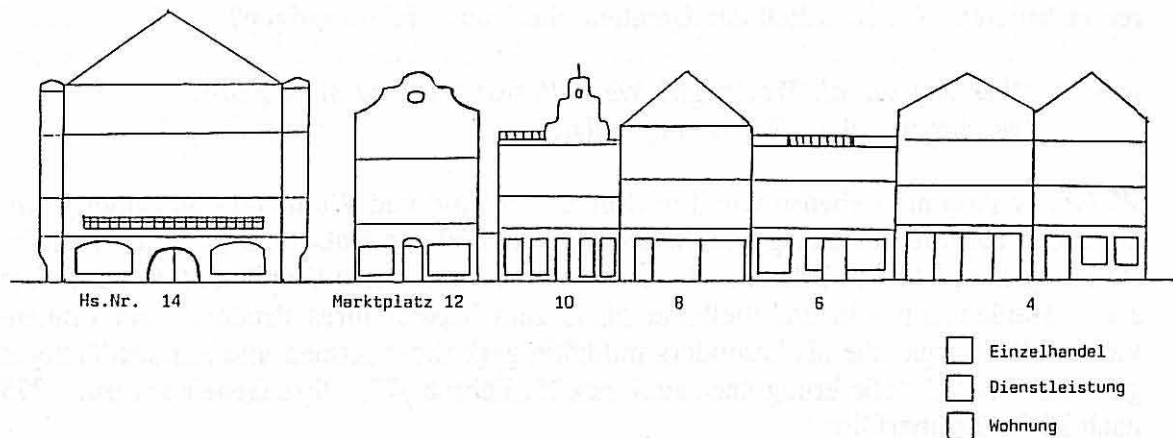 Hs.Nr. 14 Marktplatz 12 10 8 6 4
Einzelhandel
Dienstleistung
Wohnung